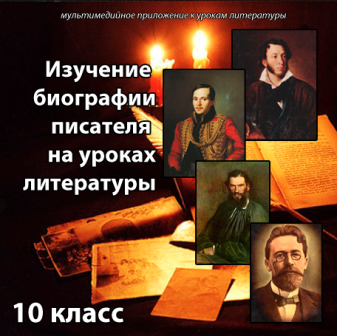 мультимедийное приложение к урокам литературы
Изучение
биографии
писателя
на уроках
литературы
10 класс